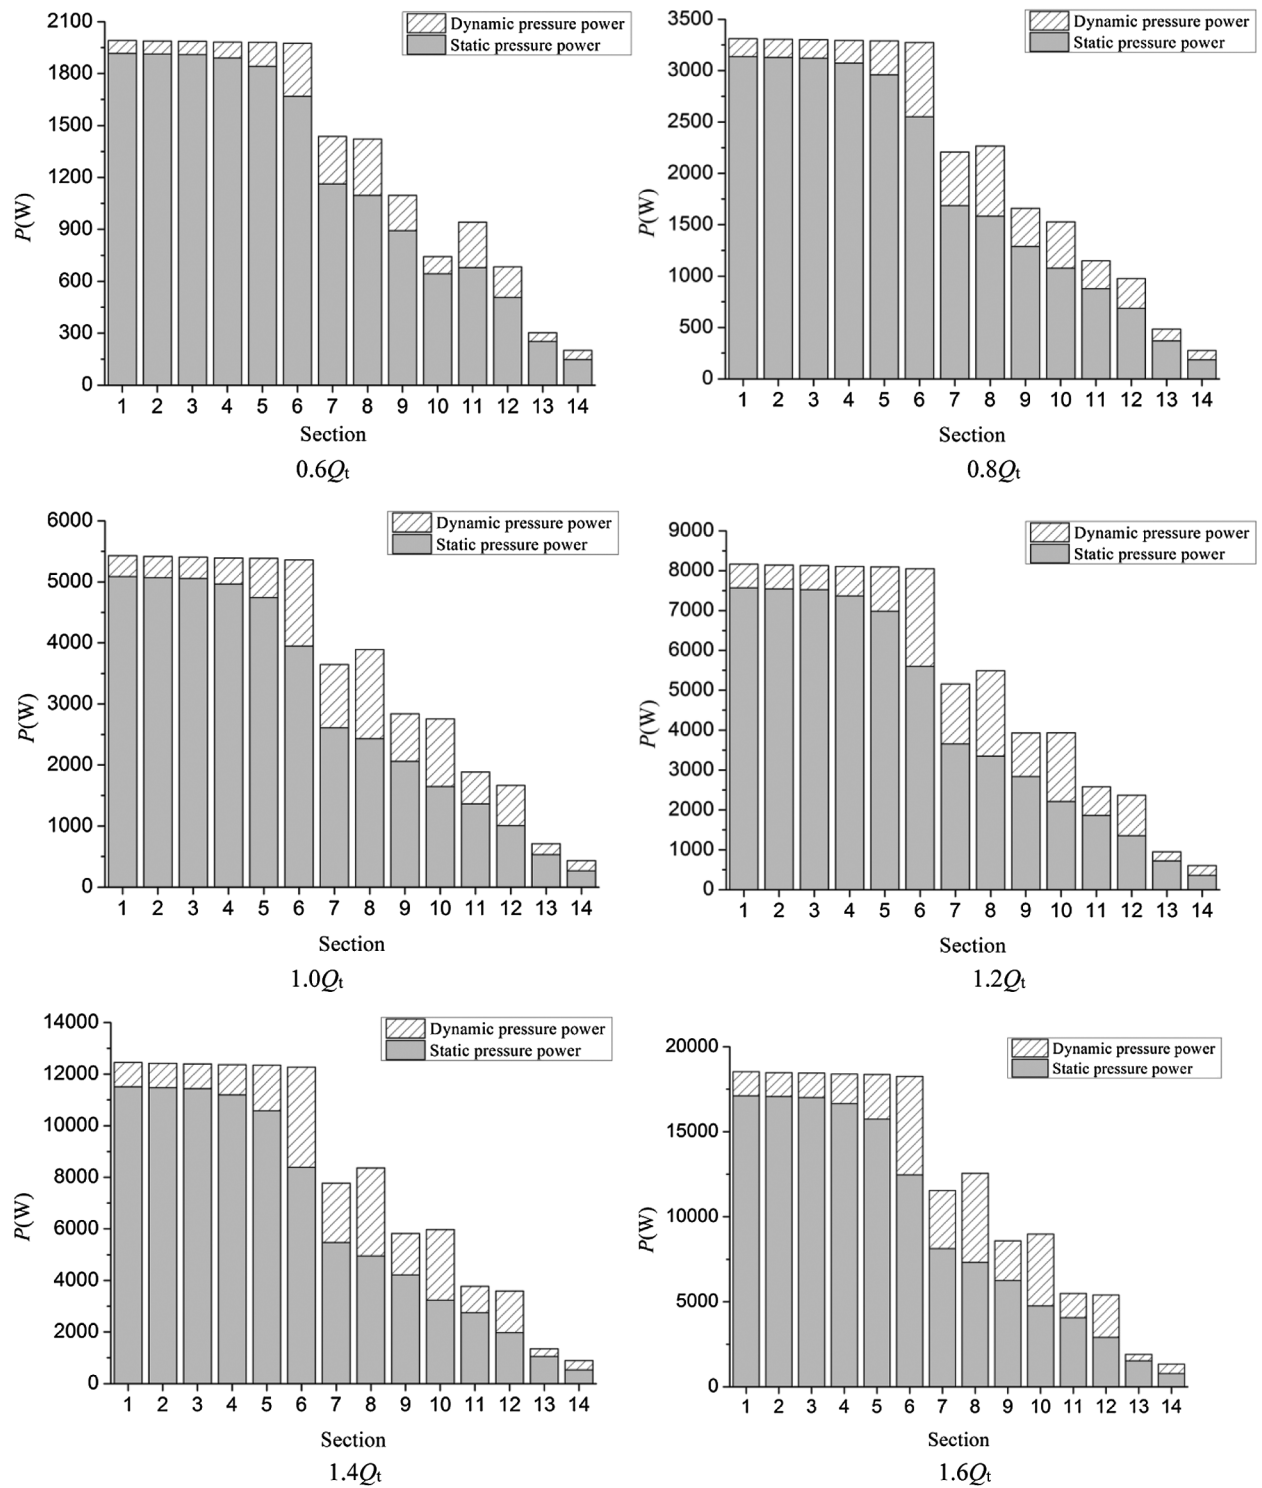 2100
1800
1500
1200
900
600
300
0
P(W)
Dynamic pressure power
Static pressure power
1 2 3 4 5 6 7 8 9 10 11 12 13 14
Section
0.6Qt
3500
3000
2500
2000
1500
1000
500
0
P(W)
Dynamic pressure power
Static pressure power
1 2 3 4 5 6 7 8 9 10 11 12 13 14
Section
0.8Qt
6000
5000
4000
3000
2000
1000
0
P(W)
Dynamic pressure power
Static pressure power
1 2 3 4 5 6 7 8 9 10 11 12 13 14
Section
1.0Qt
9000
8000
7000
6000
5000
4000
3000
2000
1000
0
P(W)
Dynamic pressure power
Static pressure power
1 2 3 4 5 6 7 8 9 10 11 12 13 14
Section
1.2Qt
14000
12000
10000
8000
6000
4000
2000
0
P(W)
Dynamic pressure power
Static pressure power
1 2 3 4 5 6 7 8 9 10 11 12 13 14
Section
1.4Qt
20000
15000
10000
5000
0
P(W)
Dynamic pressure power
Static pressure power
1 2 3 4 5 6 7 8 9 10 11 12 13 14
Section
1.6Qt